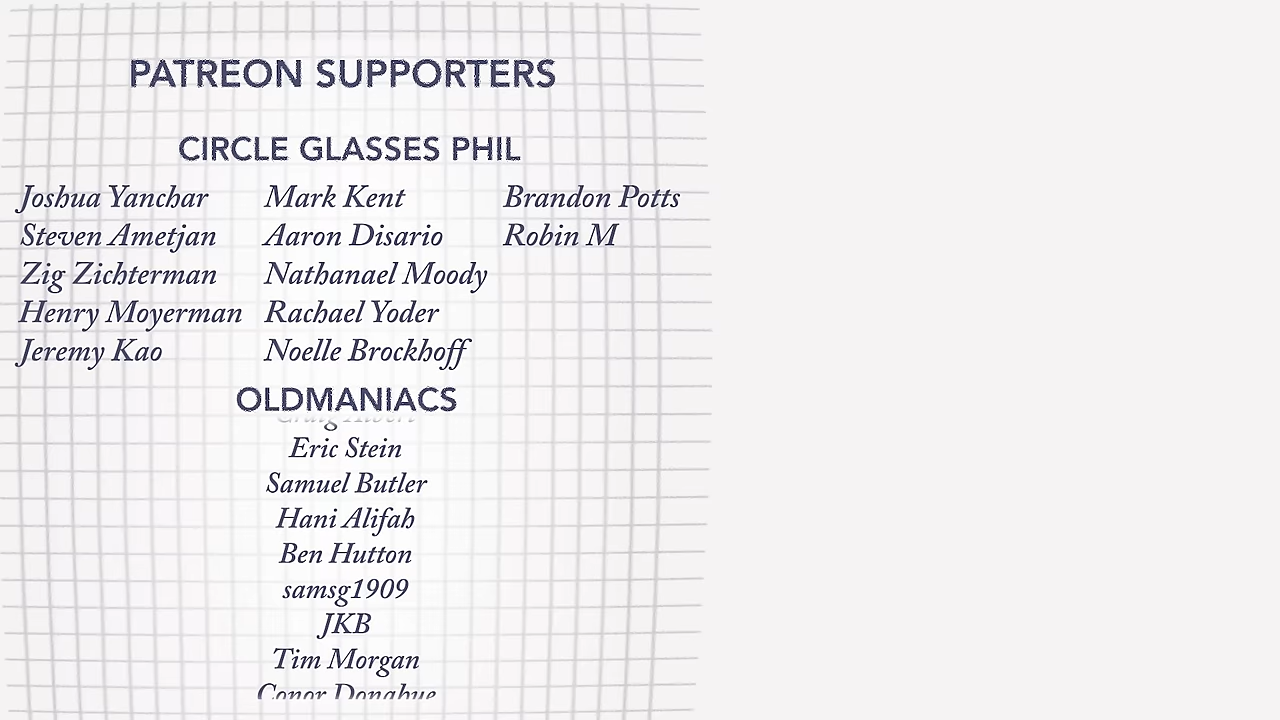 PATREON SUPPORTERS
CIRCLE GLASSES PHIL
Joshua Yanchar Mark Kent Brandon Potts
Steven Ametjan Aaron Disario Robin M
Zig Zichterman Nathanael Moody
Henry Moyerman Rachael Yoder
Jeremy Kao Noelle Brockhoff
OLDMANIACS
Eric Stein
Samuel Butler
Hani Alifah
Ben Hutton
samsg1909
JKB
Tim Morgan
Conor Donahue